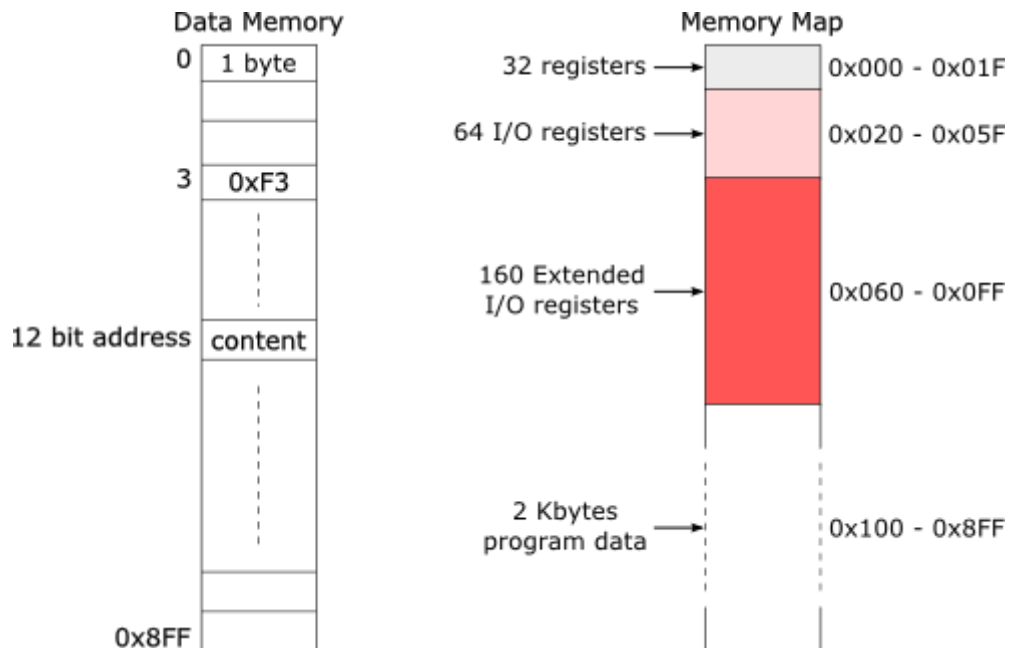 Data Memory
0
1 byte
3
0xF3
12 bit address
content
0x8FF
Memory Map
32 registers
0x000 - 0x01F
64 I/O registers
0x020 - 0x05F
160 Extended
I/O registers
0x060 - 0x0FF
2 Kbytes
program data
0x100 - 0x8FF